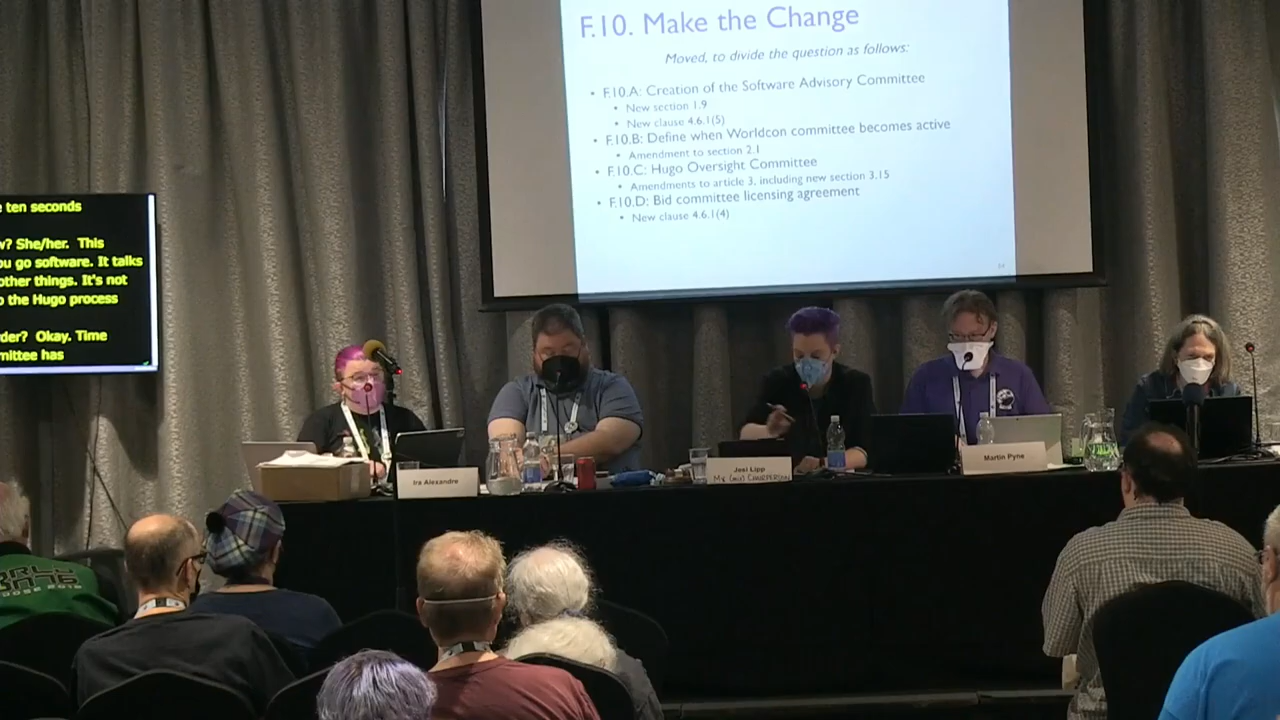 F.10. Make the Change
Moved, to divide the question as follows:
• F.10.A: Creation of the Software Advisory Committee
• New section 1.9
• New clause 4.6.1(5)
• F.10.B: Define when Worldcon committee becomes active
• Amendment to section 2.1
• F.10.C: Hugo Oversight Committee
• Amendments to article 3, including new section 3.15
• F.10.D: Bid committee licensing agreement
• New clause 4.6.1(4)
e ten seconds
? She/her. This
ou go software. It talks
other things. It's not
o the Hugo process
rder? Okay. Time
mittee has
Ira Alexandre
Jesi Lipp
CHAIRPERSON
Martin Pyne